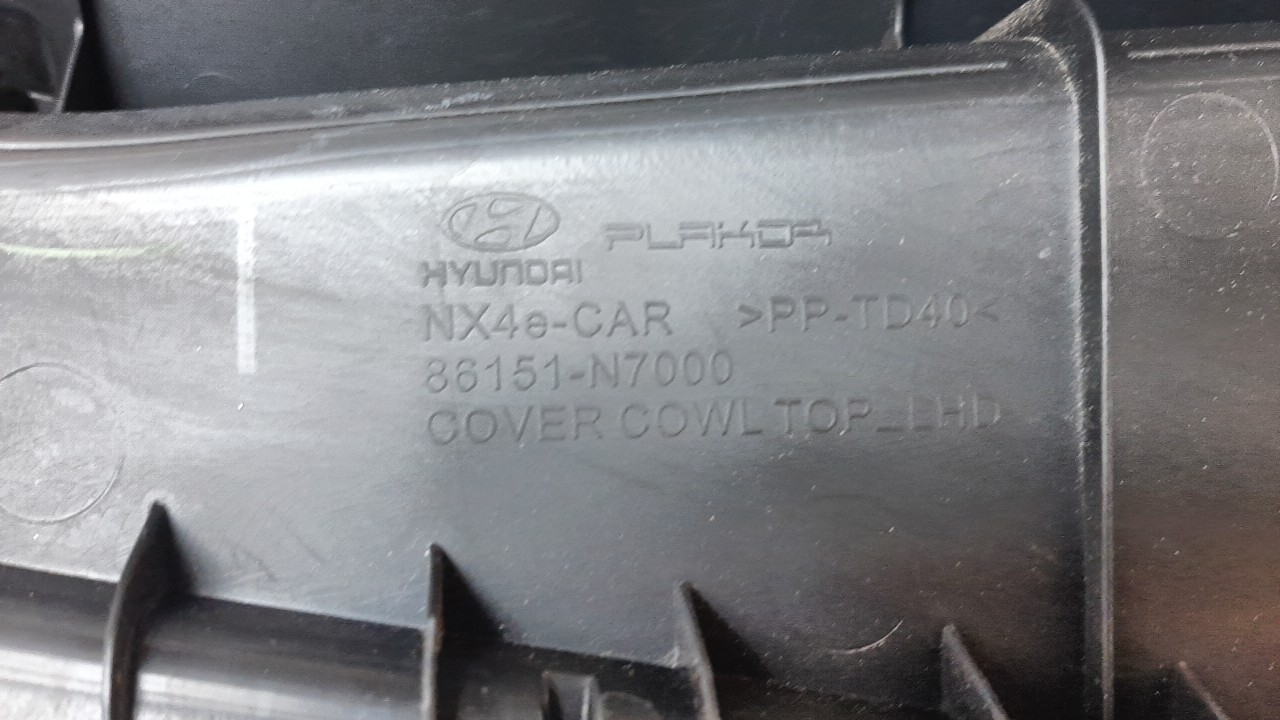 PLAKOR
HYUNDAI
NX4e-CAR >PP-TD40<
86151-N7000
COVER COWL TOP_LHD